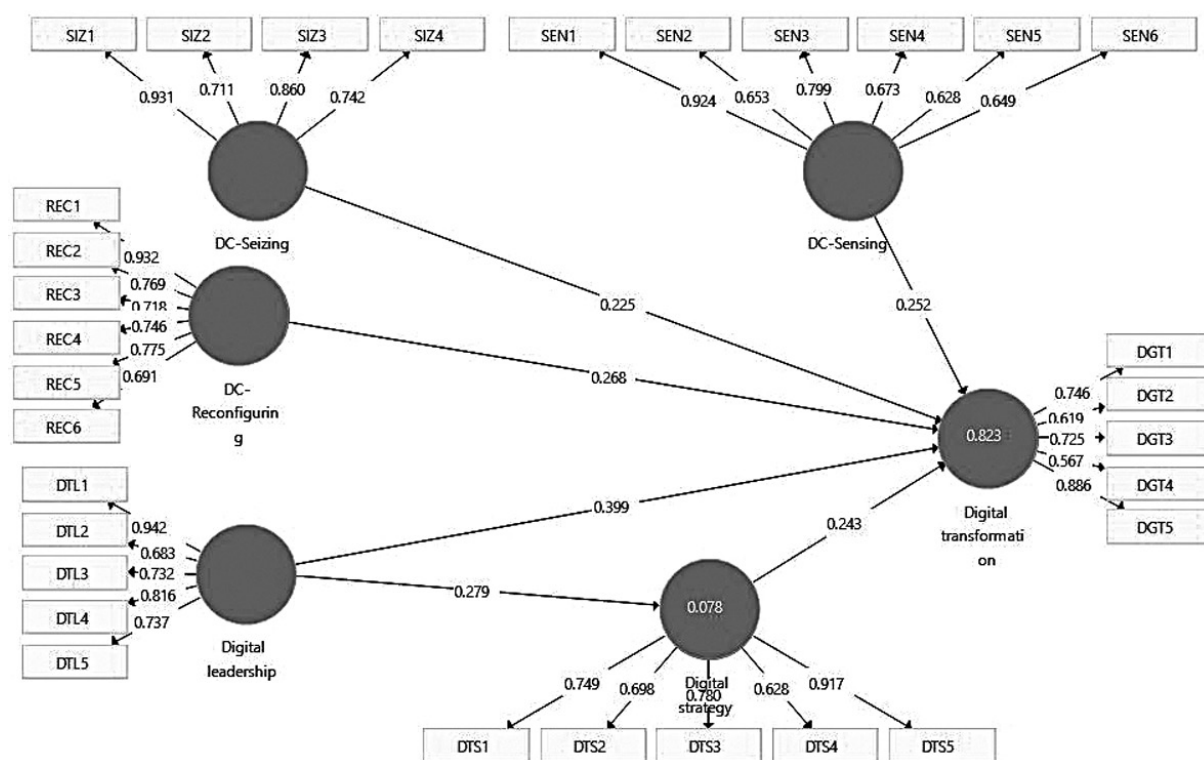 SIZ1 SIZ2 SIZ3 SIZ4 SEN1 SEN2 SEN3 SEN4 SEN5 SEN6
0.931 0.711 0.860 0.742 0.924 0.653 0.799 0.673 0.628 0.649
DC-Seizing
DC-Sensing
REC1
REC2
REC3
REC4
REC5
REC6
0.932
0.769
0.718
0.746
0.775
0.691
DC-
Reconfigurin
g
0.225
0.252
0.268
0.399
0.279
0.243
DGT1
DGT2
DGT3
DGT4
DGT5
0.746
0.619
0.725
0.567
0.886
0.823
Digital
transformati
on
DTL1
DTL2
DTL3
DTL4
DTL5
0.942
0.683
0.732
0.816
0.737
Digital
leadership
0.078
Digital
strategy
0.749 0.698 0.780 0.628 0.917
DTS1 DTS2 DTS3 DTS4 DTS5